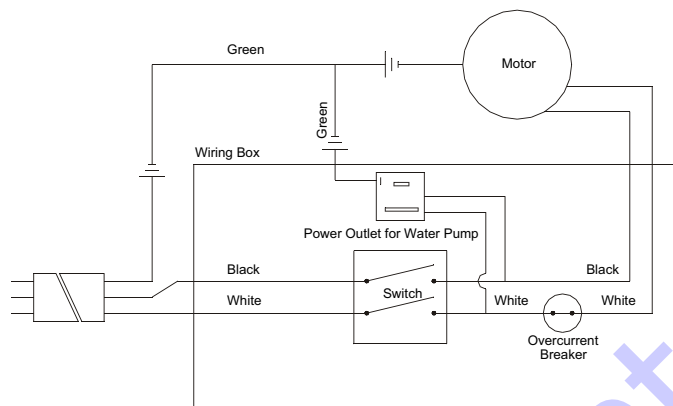 Green
Motor
Green
Wiring Box
Power Outlet for Water Pump
Black
Switch
Black
White
White
White
Overcurrent
Breaker